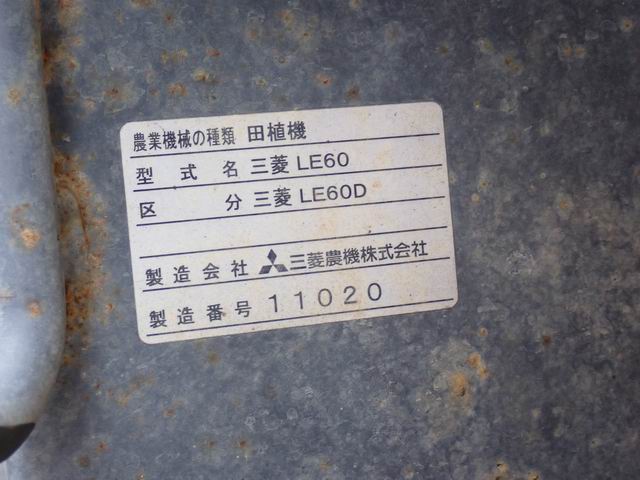 農業機械の種類 田植機
型式名 三菱 LE60
区分 三菱 LE60D
製造会社 三菱農機株式会社
製造番号 11020